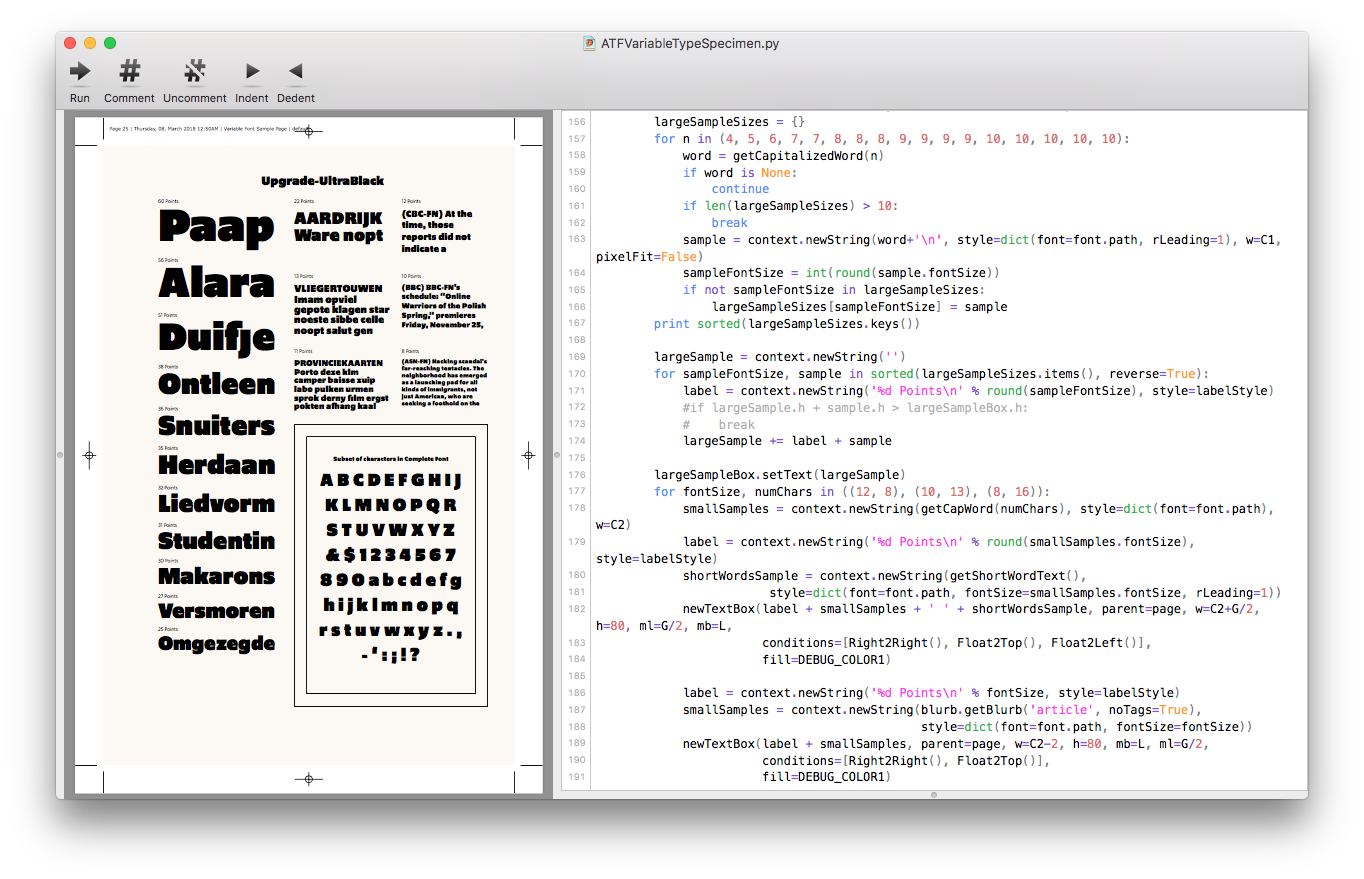 ATFVariableTypeSpecimen.py
Run Comment Uncomment Indent Dedent
Page 25 | Thursday, 08. March 2018 12:50AM | Variable Font Sample Page | default
Upgrade-UltraBlack
60 Points
Paap
56 Points
Alara
51 Points
Duifje
38 Points
Ontleen
36 Points
Snuiters
35 Points
Herdaan
32 Points
Liedvorm
31 Points
Studentin
30 Points
Makarons
27 Points
Versmoren
25 Points
Omgezegde
22 Points
AARDRIJK
Ware nopt
12 Points
(CBC-FN) At the
time, those
reports did not
indicate a
13 Points
VLIEGERTOUWEN
Imam opviel
gepote klagen star
noeste sibbe celle
noopt salut gen
10 Points
(BBC) BBC-FN's
schedule: "Online
Warriors of the Polish
Spring," premieres
Friday, November 25,
11 Points
PROVINCIEKAARTEN
Porto deze klm
camper baisse zuip
labo pulken urmen
sprok derny film ergst
pokten afhang kaal
8 Points
(ASN-FN) Hacking scandal's
far-reaching tentacles. The
neighborhood has emerged
as a launching pad for all
kinds of immigrants, not
just American, who are
seeking a foothold on the
Subset of characters in Complete Font
A B C D E F G H I J
K L M N O P Q R
S T U V W X Y Z
& $ 1 2 3 4 5 6 7
8 9 0 a b c d e f g
h i j k l m n o p q
r s t u v w x y z . ,
- ' : ; ! ?
156 largeSampleSizes = {}
157 for n in (4, 5, 6, 7, 7, 8, 8, 8, 9, 9, 9, 9, 10, 10, 10, 10, 10):
158 word = getCapitalizedWord(n)
159 if word is None:
160 continue
161 if len(largeSampleSizes) > 10:
162 break
163 sample = context.newString(word+'\n', style=dict(font=font.path, rLeading=1), w=C1,
pixelFit=False)
164 sampleFontSize = int(round(sample.fontSize))
165 if not sampleFontSize in largeSampleSizes:
166 largeSampleSizes[sampleFontSize] = sample
167 print sorted(largeSampleSizes.keys())
168
169 largeSample = context.newString('')
170 for sampleFontSize, sample in sorted(largeSampleSizes.items(), reverse=True):
171 label = context.newString('%d Points\n' % round(sampleFontSize), style=labelStyle)
172 #if largeSample.h + sample.h > largeSampleBox.h:
173 # break
174 largeSample += label + sample
175
176 largeSampleBox.setText(largeSample)
177 for fontSize, numChars in ((12, 8), (10, 13), (8, 16)):
178 smallSamples = context.newString(getCapWord(numChars), style=dict(font=font.path),
w=C2)
179 label = context.newString('%d Points\n' % round(smallSamples.fontSize),
style=labelStyle)
180 shortWordsSample = context.newString(getShortWordText(),
181 style=dict(font=font.path, fontSize=smallSamples.fontSize, rLeading=1))
182 newTextBox(label + smallSamples + ' ' + shortWordsSample, parent=page, w=C2+G/2,
h=80, ml=G/2, mb=L,
183 conditions=[Right2Right(), Float2Top(), Float2Left()],
184 fill=DEBUG_COLOR1)
185
186 label = context.newString('%d Points\n' % fontSize, style=labelStyle)
187 smallSamples = context.newString(blurb.getBlurb('article', noTags=True),
188 style=dict(font=font.path, fontSize=fontSize))
189 newTextBox(label + smallSamples, parent=page, w=C2-2, h=80, mb=L, ml=G/2,
190 conditions=[Right2Right(), Float2Top()],
191 fill=DEBUG_COLOR1)